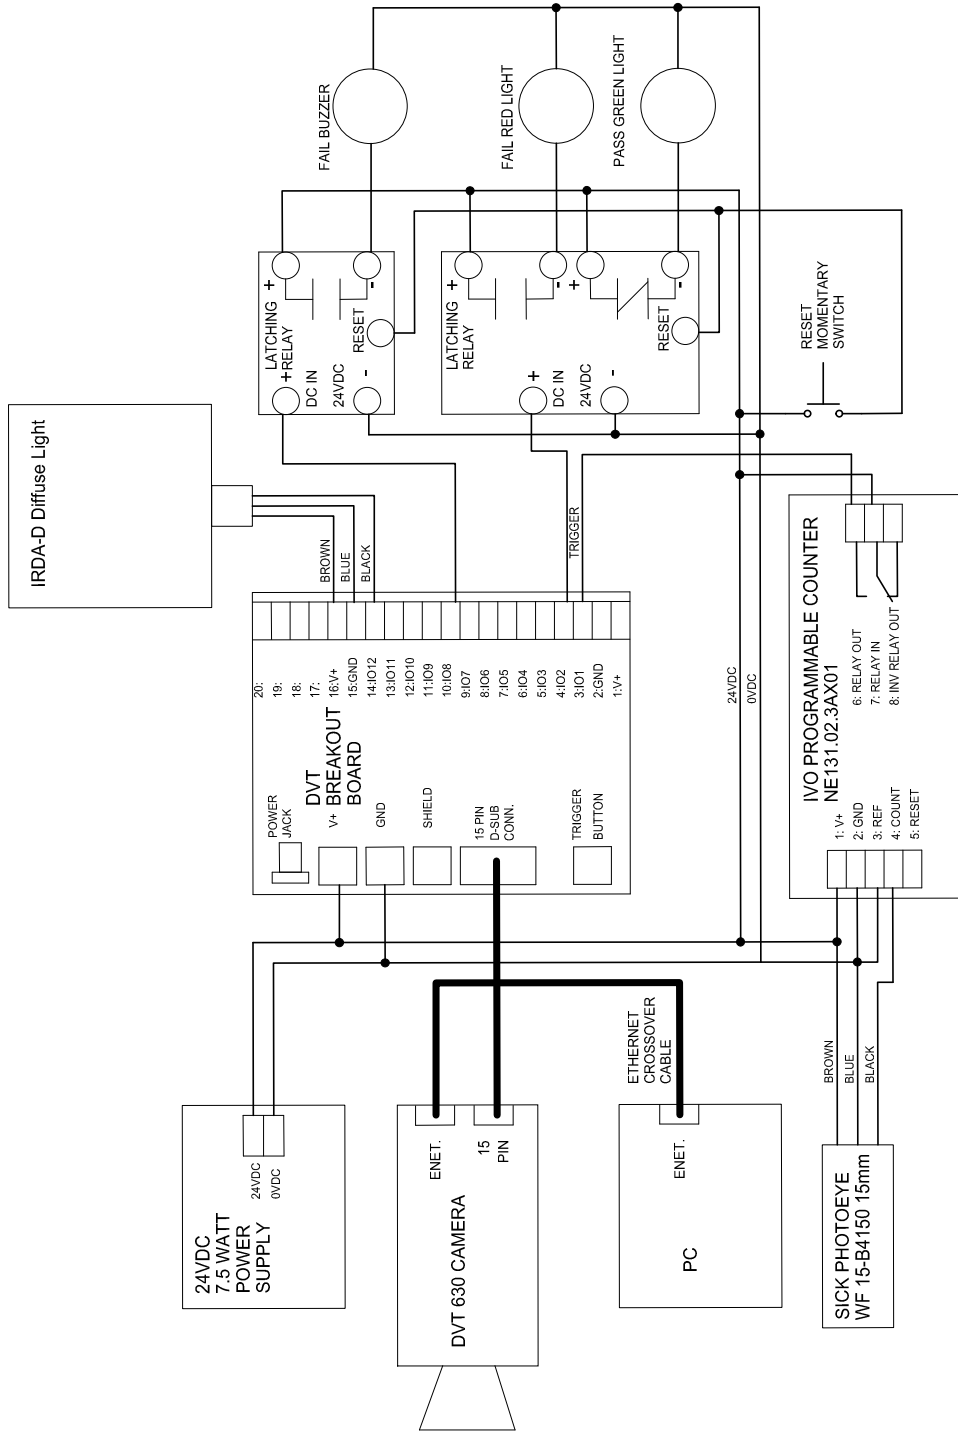 IRDA-D Diffuse Light
FAIL BUZZER
FAIL RED LIGHT
PASS GREEN LIGHT
+
-
LATCHING
RELAY
RESET
+
DC IN
24VDC
-
+
-
+
-
LATCHING
RELAY
RESET
+
DC IN
24VDC
-
RESET
MOMENTARY
SWITCH
BROWN
BLUE
BLACK
TRIGGER
24VDC
0VDC
POWER
JACK
DVT
BREAKOUT
BOARD
V+
GND
SHIELD
15 PIN
D-SUB
CONN.
TRIGGER
BUTTON
20:
19:
18:
17:
16:V+
15:GND
14:IO12
13:IO11
12:IO10
11:IO9
10:IO8
9:IO7
8:IO6
7:IO5
6:IO4
5:IO3
4:IO2
3:IO1
2:GND
1:V+
IVO PROGRAMMABLE COUNTER
NE131.02.3AX01
6: RELAY OUT
7: RELAY IN
8: INV RELAY OUT
1: V+
2: GND
3: REF
4: COUNT
5: RESET
24VDC
7.5 WATT
POWER
SUPPLY
24VDC
0VDC
DVT 630 CAMERA
ENET.
15
PIN
ETHERNET
CROSSOVER
CABLE
PC
ENET.
BROWN
BLUE
BLACK
SICK PHOTOEYE
WF 15-B4150 15mm